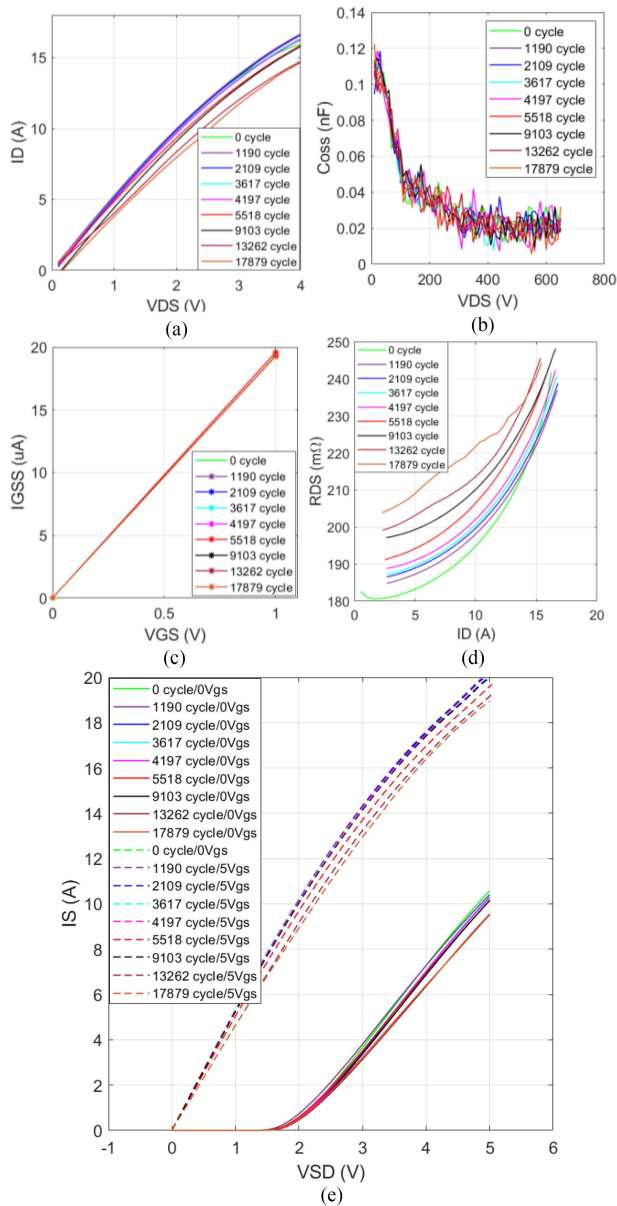 15
10
5
0
ID (A)
0 cycle
1190 cycle
2109 cycle
3617 cycle
4197 cycle
5518 cycle
9103 cycle
13262 cycle
17879 cycle
0 1 2 3 4
VDS (V)
(a)
0.14
0.12
0.10
0.08
0.06
0.04
0.02
0
Coss (nF)
0 cycle
1190 cycle
2109 cycle
3617 cycle
4197 cycle
5518 cycle
9103 cycle
13262 cycle
17879 cycle
0 200 400 600 800
VDS (V)
(b)
20
15
10
5
0
IGSS (uA)
0 cycle
1190 cycle
2109 cycle
3617 cycle
4197 cycle
5518 cycle
9103 cycle
13262 cycle
17879 cycle
0 0.5 1
VGS (V)
(c)
250
240
230
220
210
200
190
180
RDS (mΩ)
0 cycle
1190 cycle
2109 cycle
3617 cycle
4197 cycle
5518 cycle
9103 cycle
13262 cycle
17879 cycle
0 5 10 15 20
ID (A)
(d)
20
18
16
14
12
10
8
6
4
2
0
IS (A)
0 cycle/0Vgs
1190 cycle/0Vgs
2109 cycle/0Vgs
3617 cycle/0Vgs
4197 cycle/0Vgs
5518 cycle/0Vgs
9103 cycle/0Vgs
13262 cycle/0Vgs
17879 cycle/0Vgs
0 cycle/0Vgs
1190 cycle/5Vgs
2109 cycle/5Vgs
3617 cycle/5Vgs
4197 cycle/5Vgs
5518 cycle/5Vgs
9103 cycle/5Vgs
13262 cycle/5Vgs
17879 cycle/5Vgs
-1 0 1 2 3 4 5 6
VSD (V)
(e)